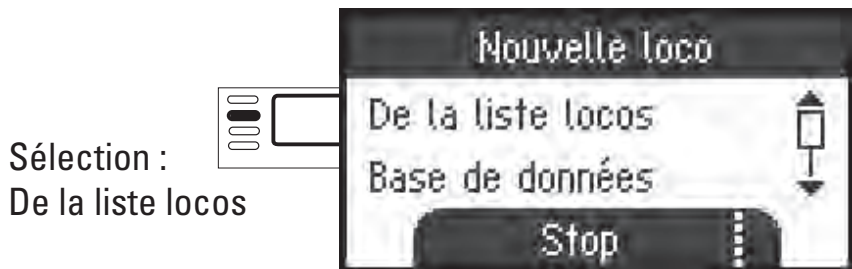 Nouvelle loco
De la liste locos
Base de données
Stop
Sélection :
De la liste locos